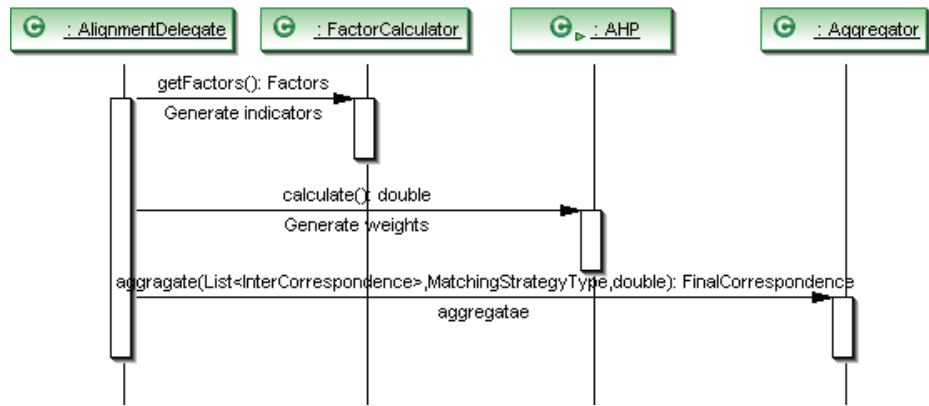 C : AlignmentDelegate
C : FactorCalculator
C : AHP
C : Aggregator
getFactors(): Factors
Generate indicators
calculate(): double
Generate weights
aggragate(List<InterCorrespondence>,MatchingStrategyType,double): FinalCorrespondence
aggregatae